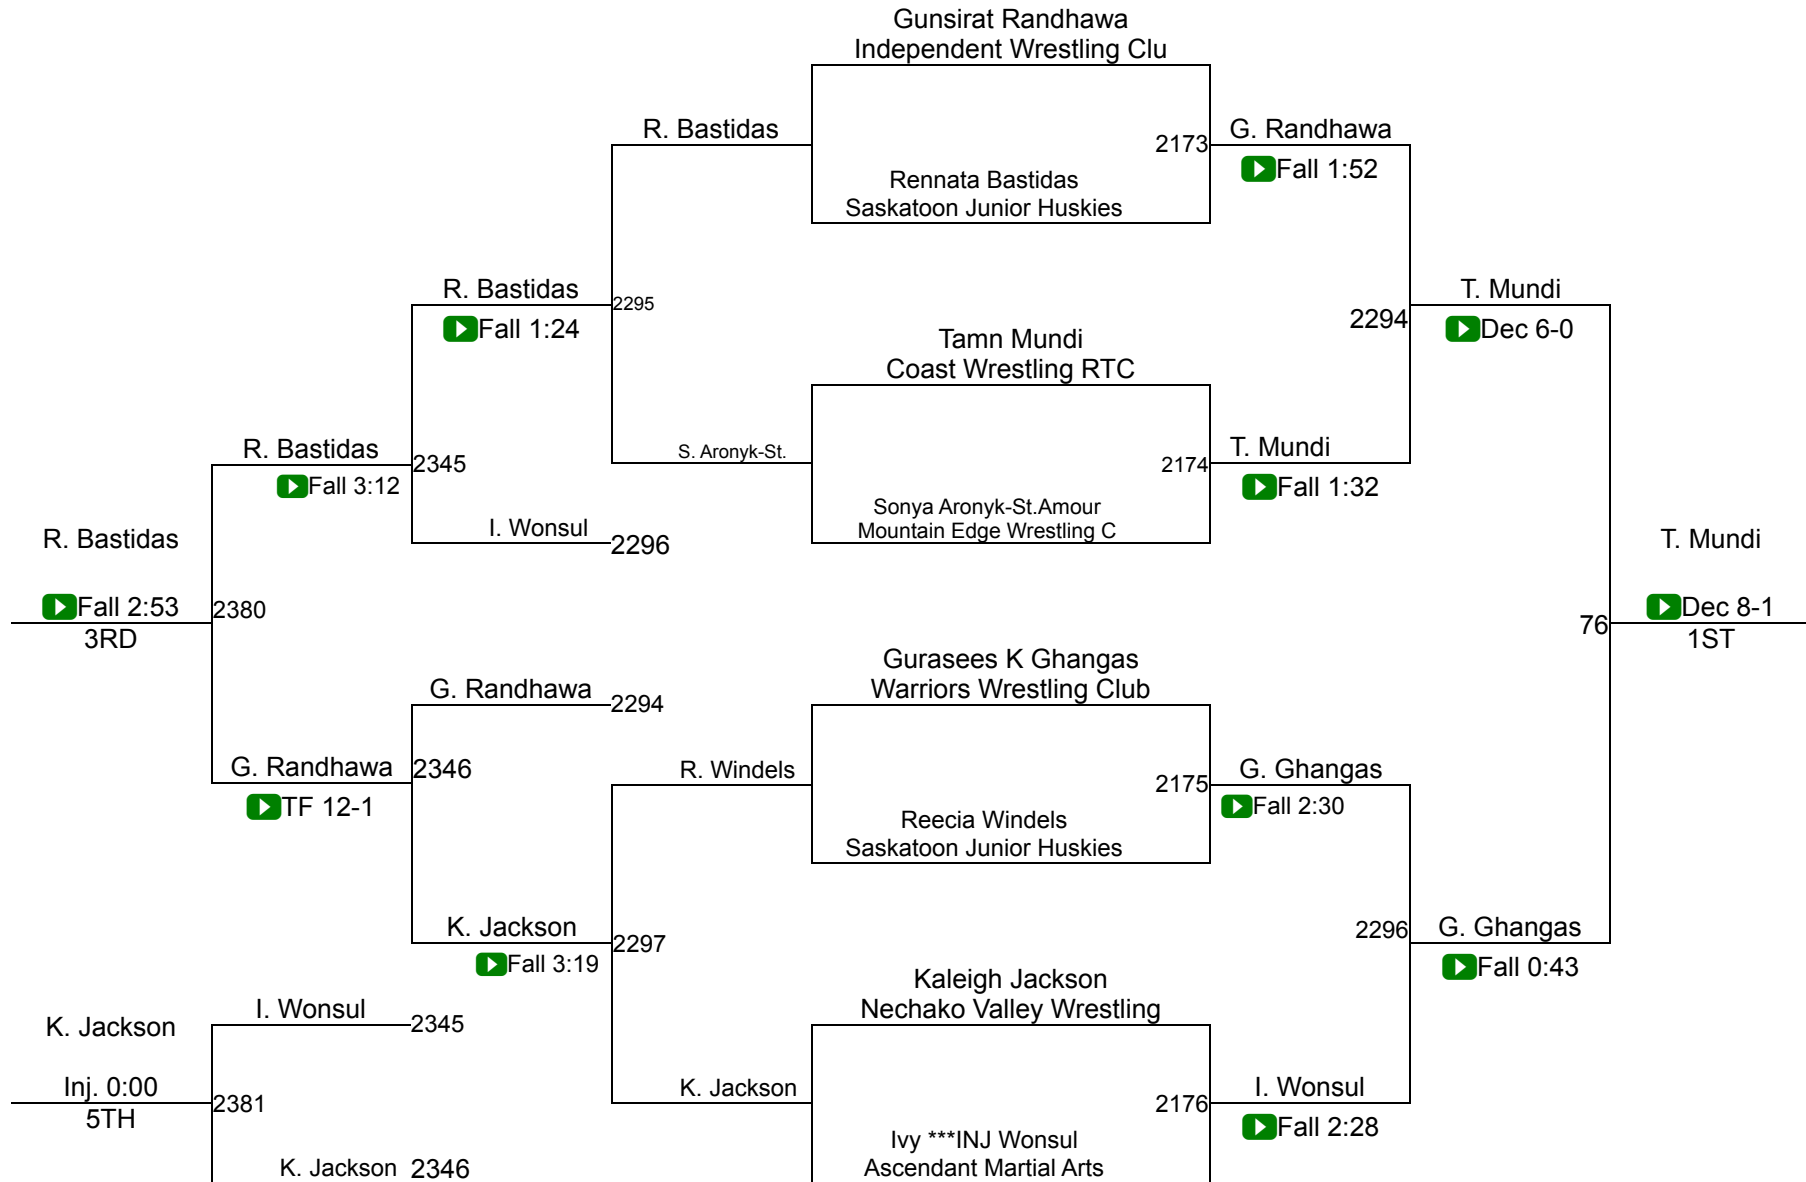 Gunsirat Randhawa
Independent Wrestling Clu
R. Bastidas
2173
G. Randhawa
Fall 1:52
Rennata Bastidas
Saskatoon Junior Huskies
R. Bastidas
Fall 1:24
2295
T. Mundi
Dec 6-0
2294
Tamn Mundi
Coast Wrestling RTC
R. Bastidas
Fall 3:12
2345
S. Aronyk-St.
2174
T. Mundi
Fall 1:32
Sonya Aronyk-St.Amour
Mountain Edge Wrestling C
I. Wonsul
2296
R. Bastidas
Fall 2:53
3RD
2380
T. Mundi
Dec 8-1
1ST
76
Gurasees K Ghangas
Warriors Wrestling Club
G. Randhawa
2294
G. Randhawa
TF 12-1
2346
R. Windels
2175
G. Ghangas
Fall 2:30
Reecia Windels
Saskatoon Junior Huskies
K. Jackson
Fall 3:19
2297
2296
G. Ghangas
Fall 0:43
Kaleigh Jackson
Nechako Valley Wrestling
I. Wonsul
2345
K. Jackson
Inj. 0:00
5TH
2381
K. Jackson
2176
I. Wonsul
Fall 2:28
Ivy ***INJ Wonsul
Ascendant Martial Arts
K. Jackson
2346